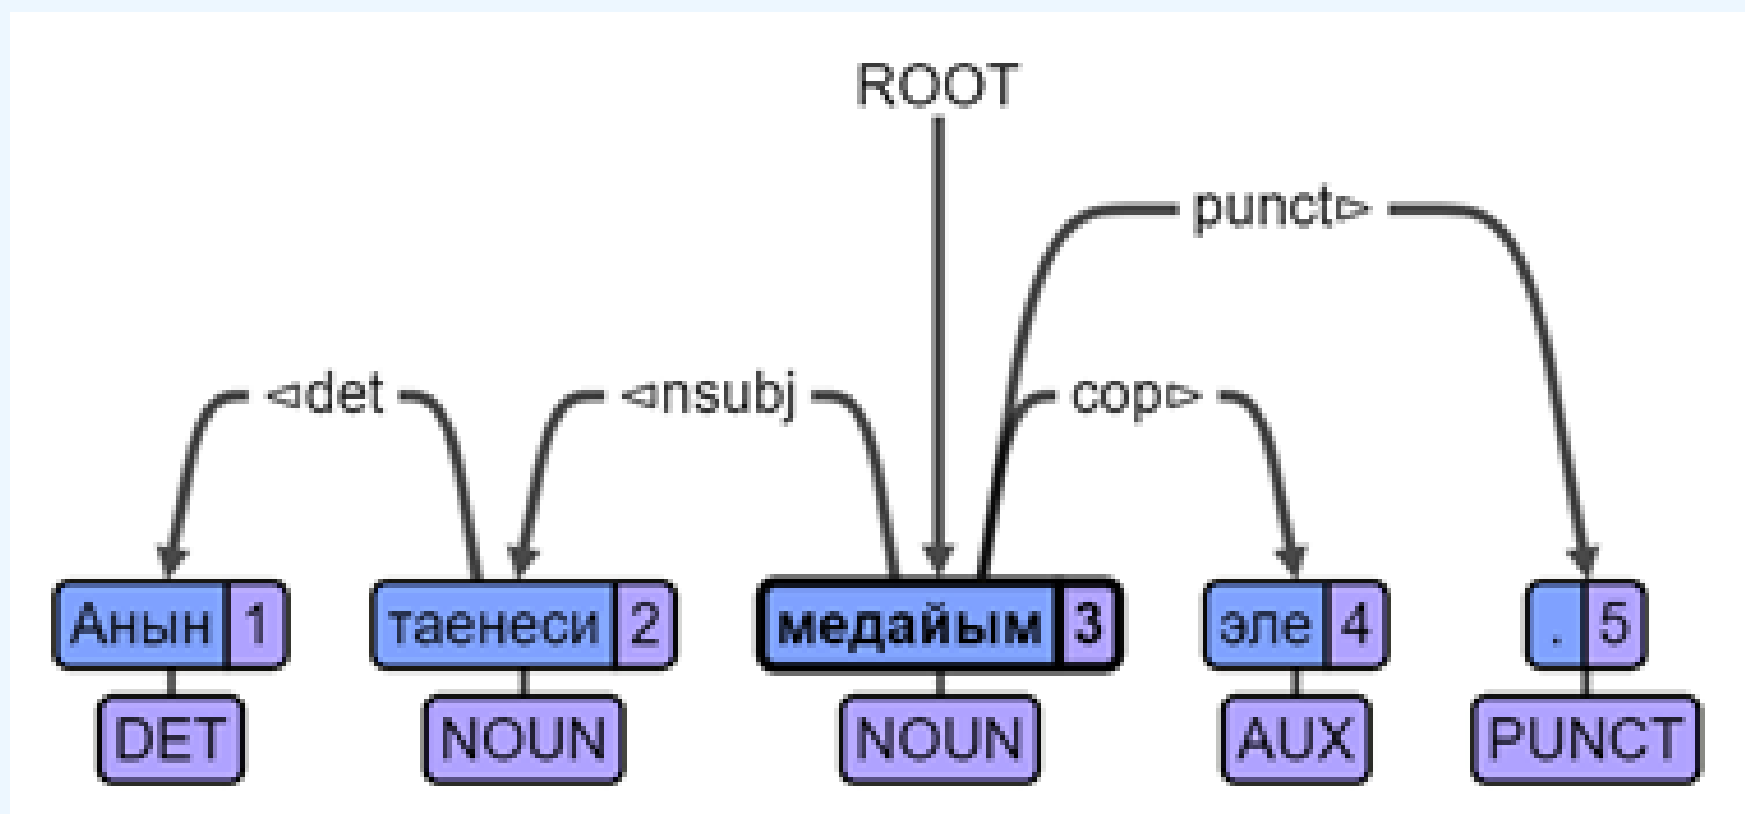 ROOT
punct▻
◅det ◅nsubj cop▻
Анын 1 таенеси 2 медайым 3 эле 4 . 5
DET NOUN NOUN AUX PUNCT